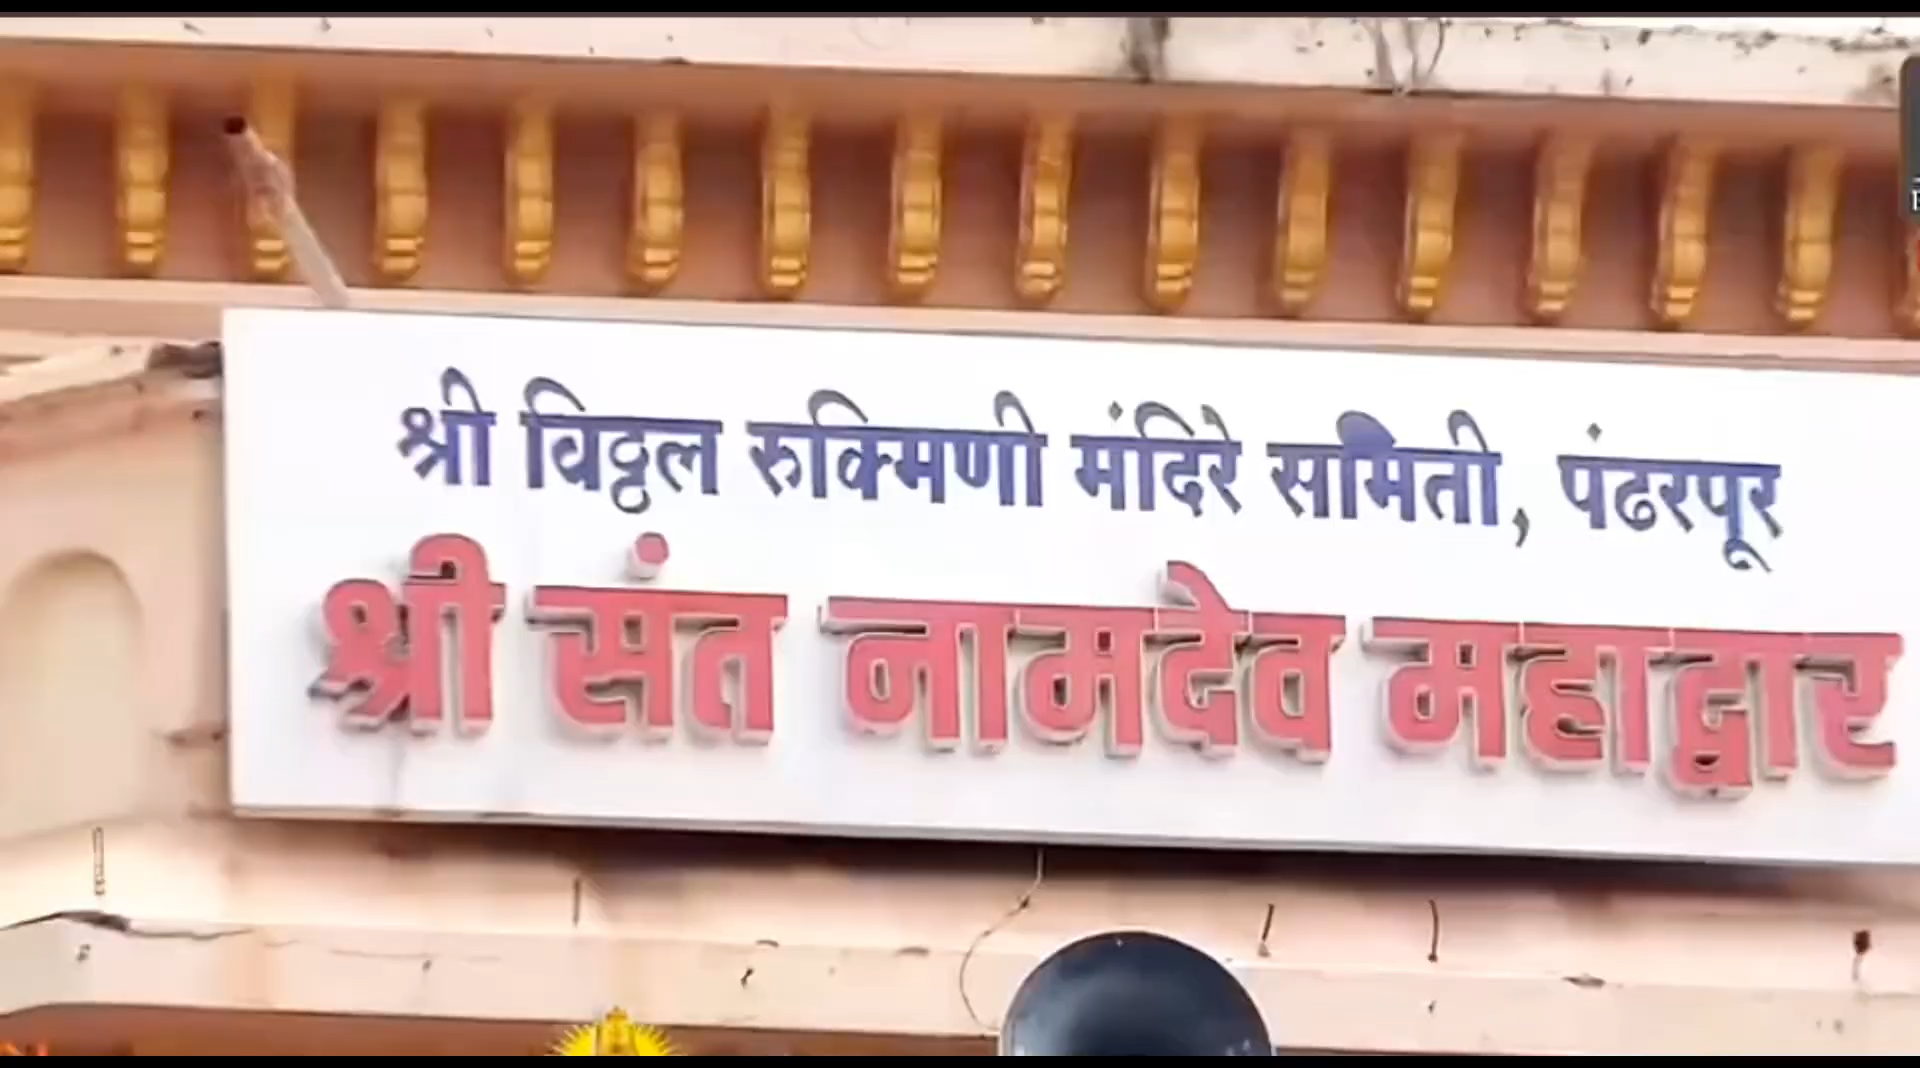 श्री विठ्ठल रुक्मिणी मंदिरे समिती, पंढरपूर
श्री संत नामदेव महाद्वार